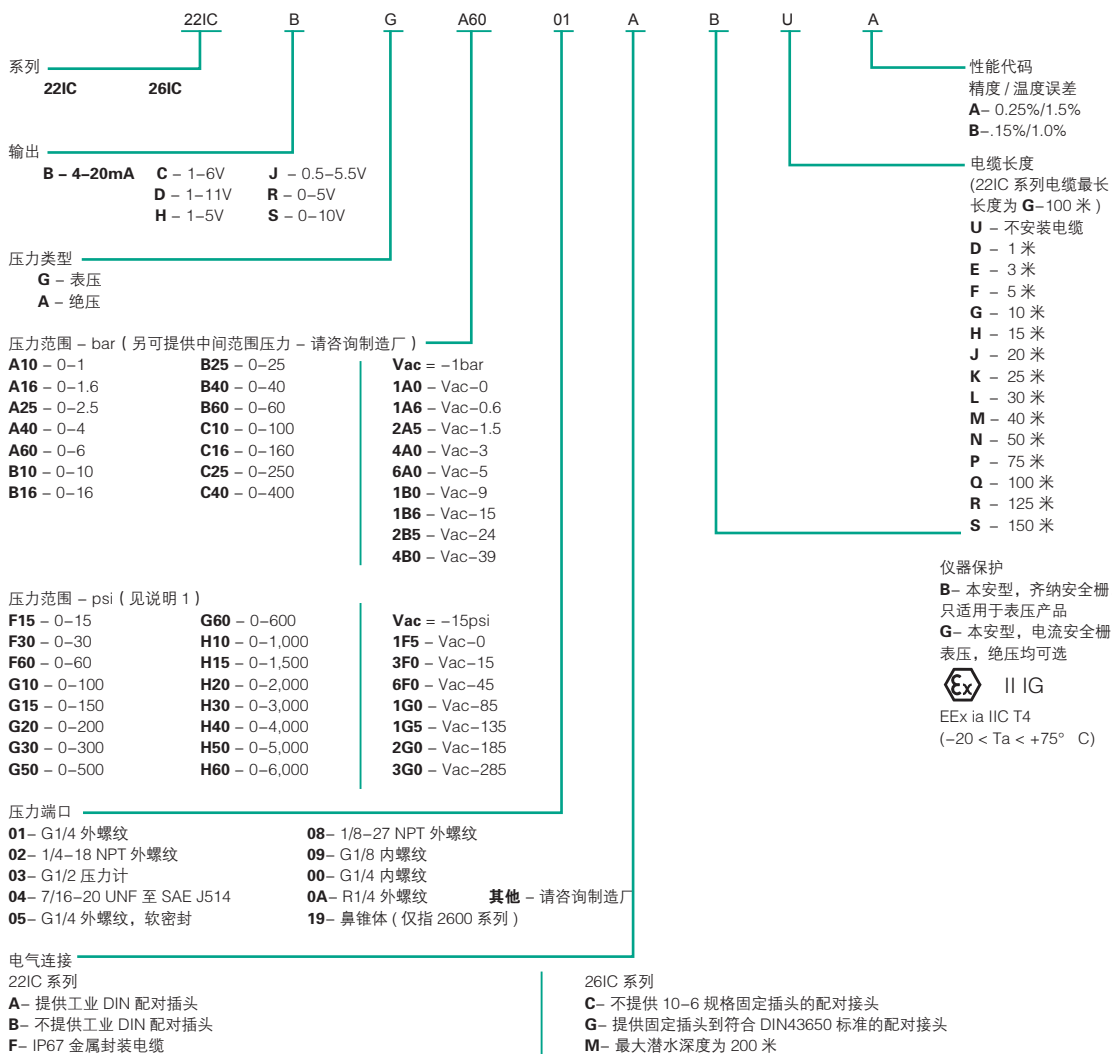 22IC B G A60 01 A B U A
系列
22IC 26IC
输出
B – 4–20mA C – 1–6V J – 0.5–5.5V
D – 1–11V R – 0–5V
H – 1–5V S – 0–10V
压力类型
G – 表压
A – 绝压
压力范围 – bar ( 另可提供中间范围压力 – 请咨询制造厂 )
A10 – 0–1 B25 – 0–25 Vac = –1bar
A16 – 0–1.6 B40 – 0–40 1A0 – Vac–0
A25 – 0–2.5 B60 – 0–60 1A6 – Vac–0.6
A40 – 0–4 C10 – 0–100 2A5 – Vac–1.5
A60 – 0–6 C16 – 0–160 4A0 – Vac–3
B10 – 0–10 C25 – 0–250 6A0 – Vac–5
B16 – 0–16 C40 – 0–400 1B0 – Vac–9
1B6 – Vac–15
2B5 – Vac–24
4B0 – Vac–39
压力范围 – psi ( 见说明 1 )
F15 – 0–15 G60 – 0–600 Vac = –15psi
F30 – 0–30 H10 – 0–1,000 1F5 – Vac–0
F60 – 0–60 H15 – 0–1,500 3F0 – Vac–15
G10 – 0–100 H20 – 0–2,000 6F0 – Vac–45
G15 – 0–150 H30 – 0–3,000 1G0 – Vac–85
G20 – 0–200 H40 – 0–4,000 1G5 – Vac–135
G30 – 0–300 H50 – 0–5,000 2G0 – Vac–185
G50 – 0–500 H60 – 0–6,000 3G0 – Vac–285
压力端口
01– G1/4 外螺纹 08– 1/8–27 NPT 外螺纹
02– 1/4–18 NPT 外螺纹 09– G1/8 内螺纹
03– G1/2 压力计 00– G1/4 内螺纹
04– 7/16–20 UNF 至 SAE J514 0A– R1/4 外螺纹 其他 – 请咨询制造厂
05– G1/4 外螺纹，软密封 19– 鼻锥体 ( 仅指 2600 系列 )
电气连接
22IC 系列
A– 提供工业 DIN 配对插头
B– 不提供工业 DIN 配对插头
F– IP67 金属封装电缆
26IC 系列
C– 不提供 10–6 规格固定插头的配对接头
G– 提供固定插头到符合 DIN43650 标准的配对接头
M– 最大潜水深度为 200 米
性能代码
精度 / 温度误差
A– 0.25%/1.5%
B–.15%/1.0%
电缆长度
(22IC 系列电缆最长
长度为 G–100 米 )
U – 不安装电缆
D – 1 米
E – 3 米
F – 5 米
G – 10 米
H – 15 米
J – 20 米
K – 25 米
L – 30 米
M – 40 米
N – 50 米
P – 75 米
Q – 100 米
R – 125 米
S – 150 米
仪器保护
B– 本安型，齐纳安全栅
只适用于表压产品
G– 本安型，电流安全栅
表压，绝压均可选
Ex II IG
EEx ia IIC T4
(–20 < Ta < +75° C)